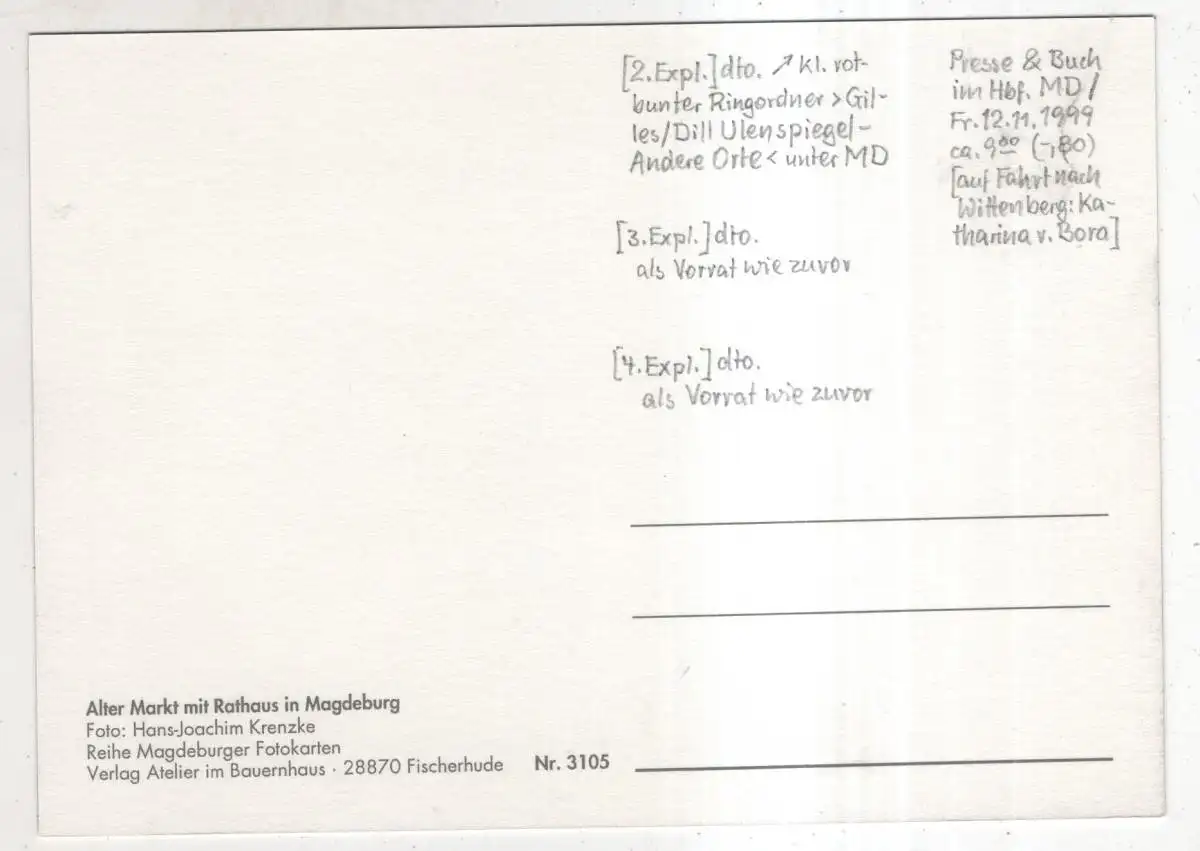 [2.Expl.] dto. ↗ kl. rot-
bunter Ringordner >Gil-
les/Dill Ulenspiegel-
Andere Orte< unter MD
[3.Expl.] dto.
als Vorrat wie zuvor
[4.Expl.] dto.
als Vorrat wie zuvor
Presse & Buch
im Hbf. MD/
Fr. 12.11.1999
ca. 9⁰⁰ (-,80)
[auf Fahrt nach
Wittenberg: Ka-
tharina v. Bora]
Alter Markt mit Rathaus in Magdeburg
Foto: Hans-Joachim Krenzke
Reihe Magdeburger Fotokarten
Verlag Atelier im Bauernhaus · 28870 Fischerhude Nr. 3105